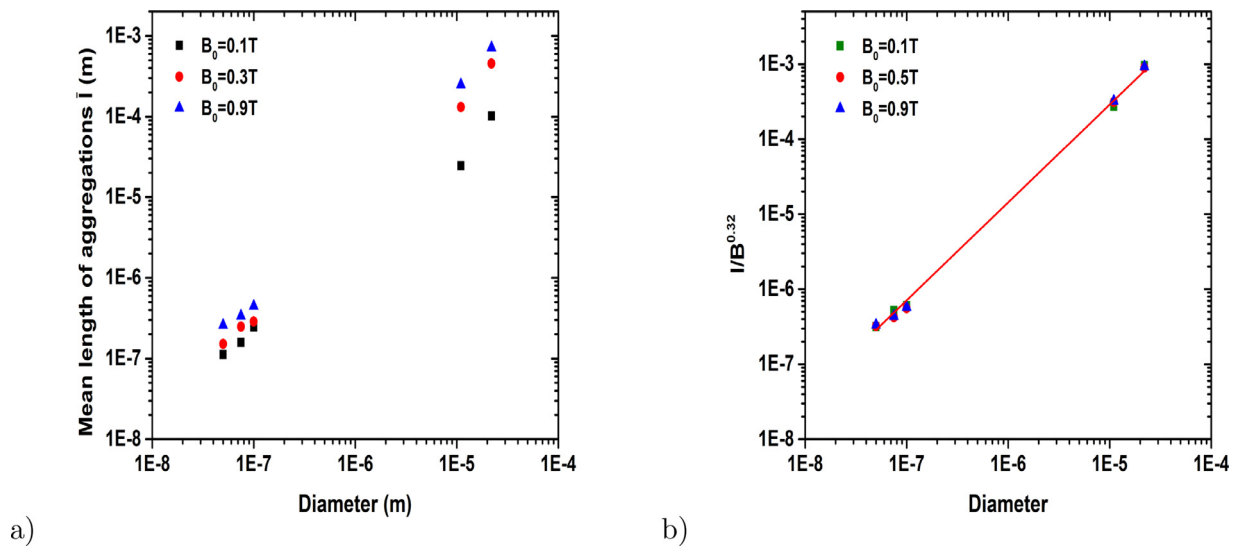 B₀=0.1T
B₀=0.3T
B₀=0.9T
Mean length of aggregations Ī (m)
1E-3
1E-4
1E-5
1E-6
1E-7
1E-8
1E-8 1E-7 1E-6 1E-5 1E-4
Diameter (m)
a)
B₀=0.1T
B₀=0.5T
B₀=0.9T
I/B^0.32
1E-3
1E-4
1E-5
1E-6
1E-7
1E-8
1E-8 1E-7 1E-6 1E-5 1E-4
Diameter
b)